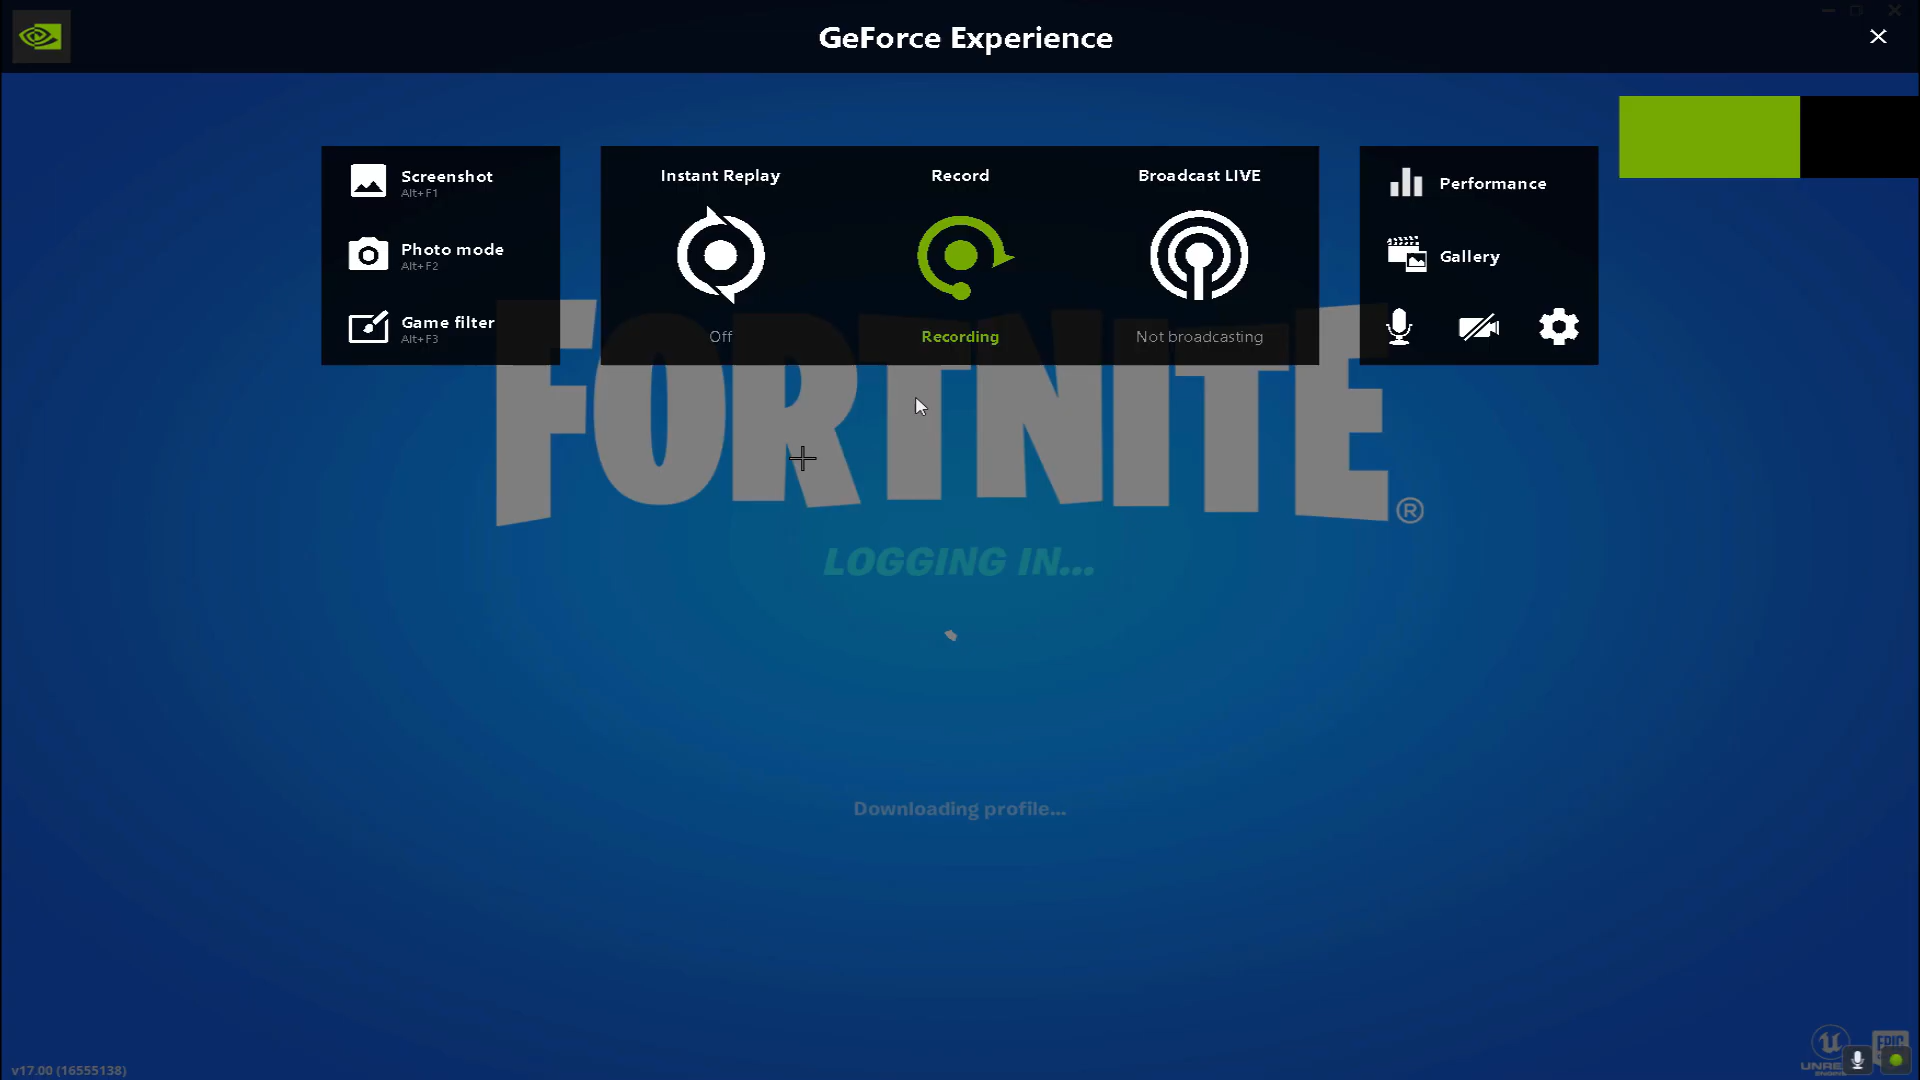 GeForce Experience
Screenshot
Alt+F1
Photo mode
Alt+F2
Game filter
Alt+F3
Instant Replay
Off
Record
Recording
Broadcast LIVE
Not broadcasting
Performance
Gallery
FORTNITE®
LOGGING IN...
Downloading profile...
v17.00 (16555138)
EPIC